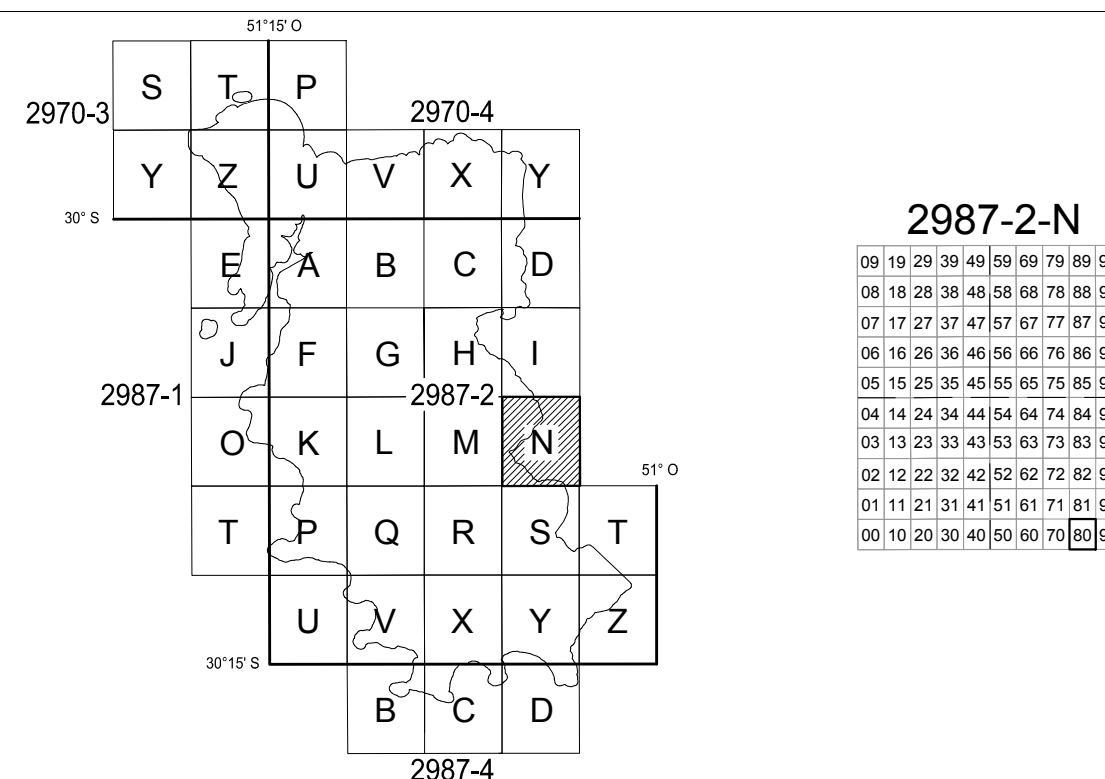 51°15' O
S T P
2970-3 2970-4
Y Z U V X Y
30° S
2987-2-N
E A B C D
J F G H I
2987-1 2987-2
O K L M N
51° O
T P Q R S T
U V X Y Z
30°15' S
B C D
2987-4
09 19 29 39 49 59 69 79 89
08 18 28 38 48 58 68 78 88
07 17 27 37 47 57 67 77 87
06 16 26 36 46 56 66 76 86
05 15 25 35 45 55 65 75 85
04 14 24 34 44 54 64 74 84
03 13 23 33 43 53 63 73 83
02 12 22 32 42 52 62 72 82
01 11 21 31 41 51 61 71 81
00 10 20 30 40 50 60 70 80